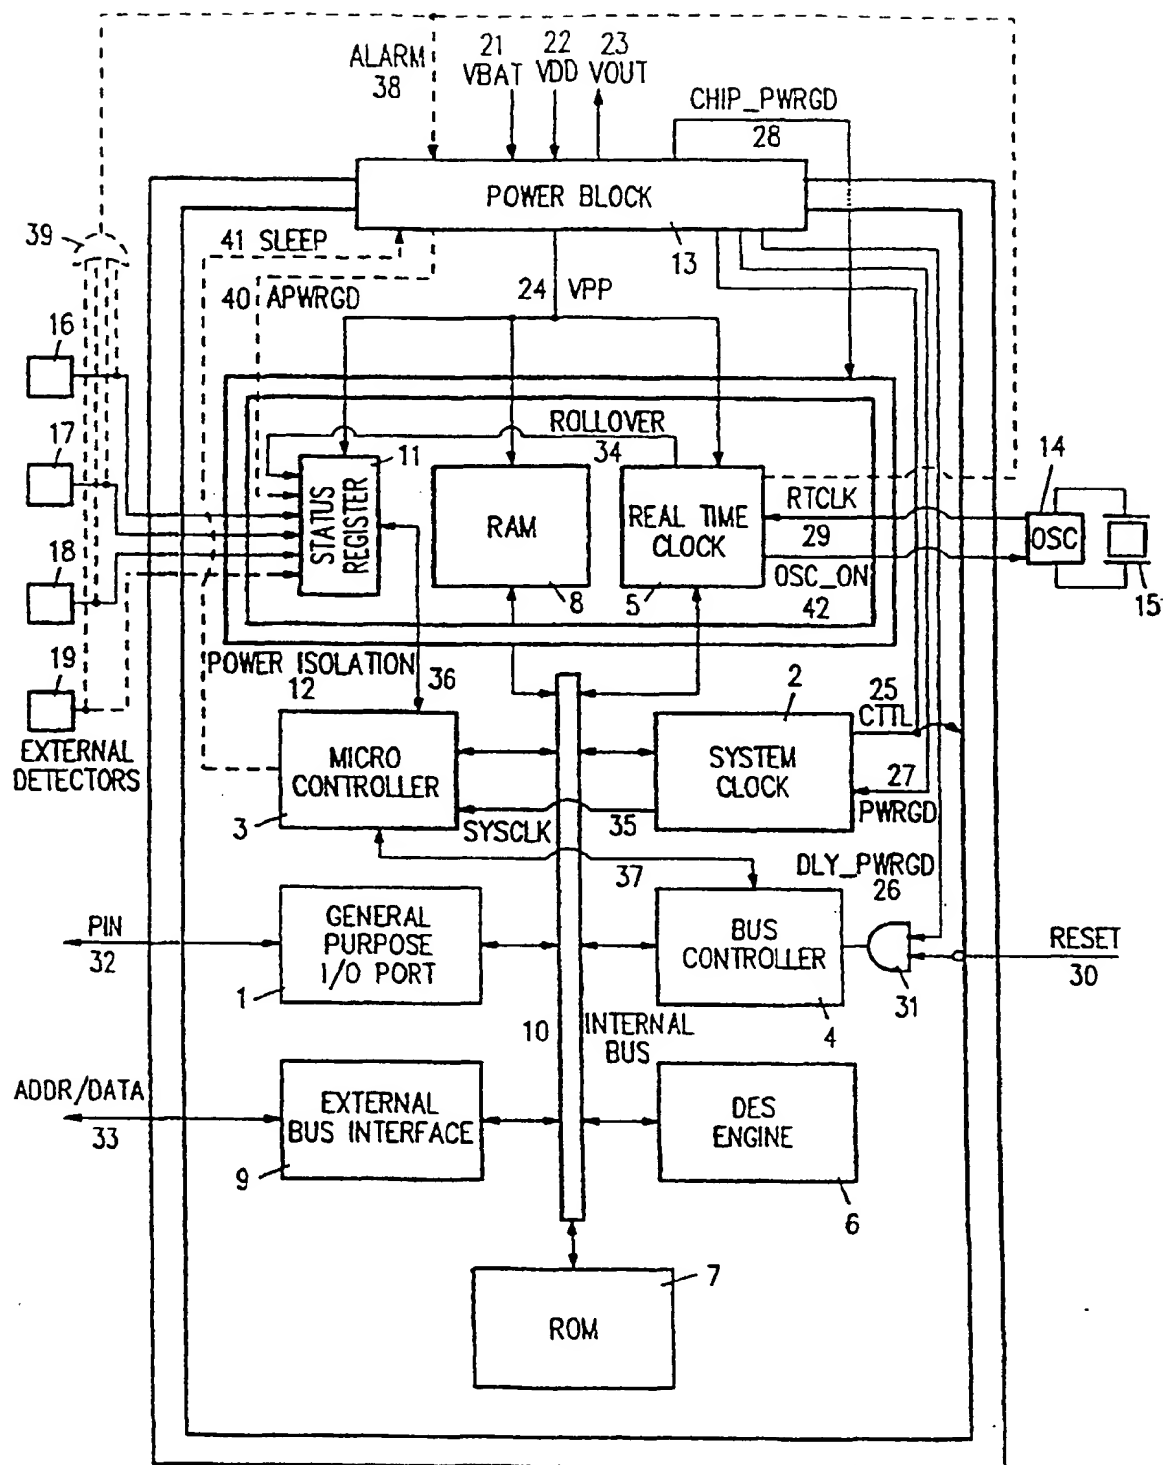 21 22 23
ALARM VBAT VDD VOUT
38
CHIP_PWRGD
28
POWER BLOCK
13
39
41 SLEEP
40 APWRGD
24 VPP
16
17
18
19
EXTERNAL
DETECTORS
ROLLOVER
34
11
STATUS
REGISTER
RAM
8
REAL TIME
CLOCK
5
RTCLK
29
OSC_ON
42
14
OSC
15
POWER ISOLATION
12
36
MICRO
CONTROLLER
3
SYSCLK
35
37
2
SYSTEM
CLOCK
25
CTTL
27
PWRGD
DLY_PWRGD
26
PIN
32
GENERAL
PURPOSE
I/O PORT
1
BUS
CONTROLLER
4
31
RESET
30
10
INTERNAL
BUS
ADDR/DATA
33
EXTERNAL
BUS INTERFACE
9
DES
ENGINE
6
7
ROM